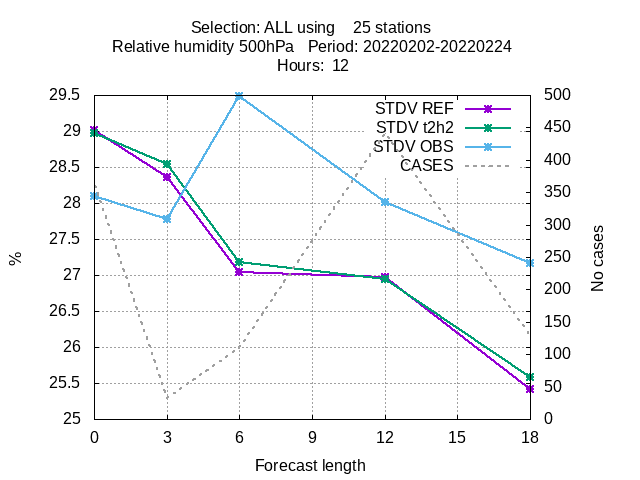 Selection: ALL using    25 stations
Relative humidity 500hPa   Period: 20220202-20220224
Hours:  12
STDV REF
STDV t2h2
STDV OBS
CASES
29.5
29
28.5
28
27.5
27
26.5
26
25.5
25
500
450
400
350
300
250
200
150
100
50
0
%
No cases
0 3 6 9 12 15 18
Forecast length